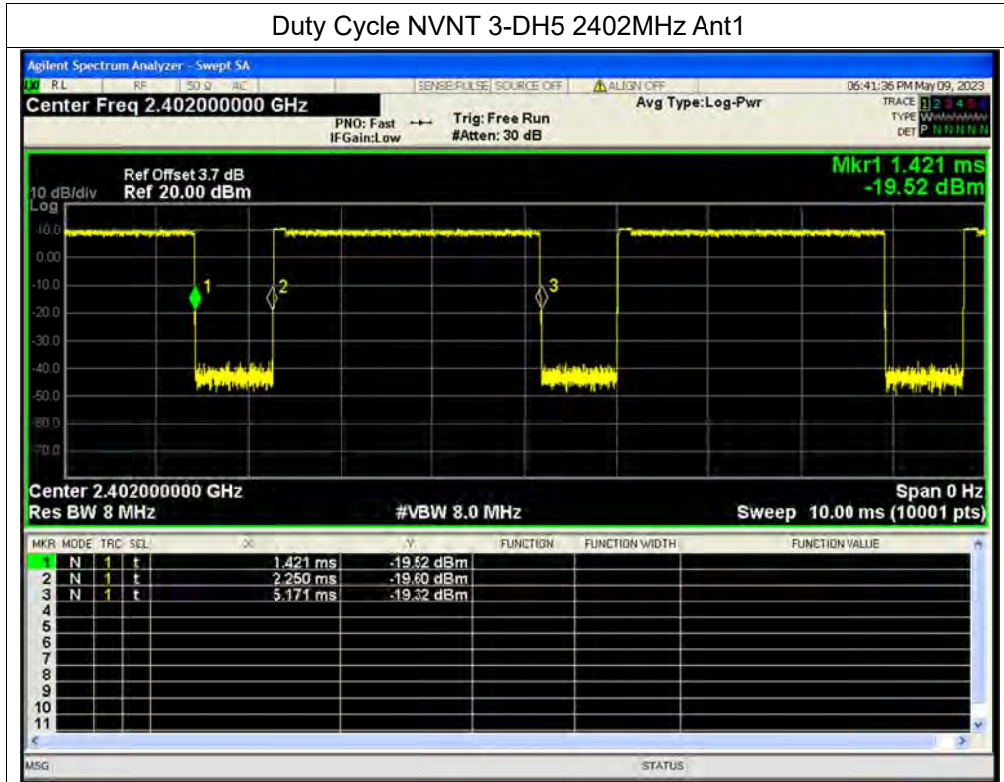 Duty Cycle NVNT 3-DH5 2402MHz Ant1
Agilent Spectrum Analyzer - Swept SA
LXI RL RF 50 Ω AC SENSE:PULSE SOURCE OFF ALIGN OFF 06:41:36 PM May 09, 2023
Center Freq 2.402000000 GHz Avg Type:Log-Pwr TRACE 1 2 3 4 5 6
PNO: Fast Trig: Free Run TYPE W
IFGain:Low #Atten: 30 dB DET P N N N N N
Mkr1 1.421 ms
Ref Offset 3.7 dB
10 dB/div Ref 20.00 dBm -19.52 dBm
Log
10.0
0.00
-10.0 1 2 3
-20.0
-30.0
-40.0
-50.0
-60.0
-70.0
Center 2.402000000 GHz Span 0 Hz
Res BW 8 MHz #VBW 8.0 MHz Sweep 10.00 ms (10001 pts)
MKR MODE TRC SCL X Y FUNCTION FUNCTION WIDTH FUNCTION VALUE
1 N 1 t 1.421 ms -19.52 dBm
2 N 1 t 2.250 ms -19.60 dBm
3 N 1 t 5.171 ms -19.32 dBm
4
5
6
7
8
9
10
11
MSG STATUS